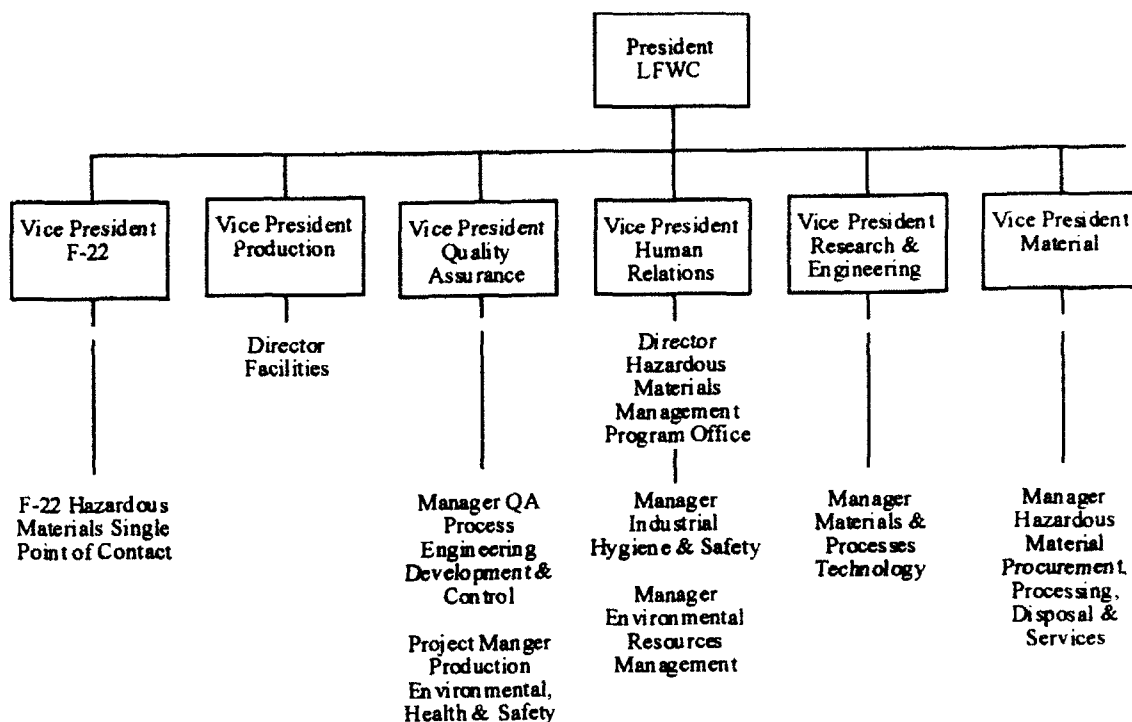 President
LFWC
Vice President
F-22
Vice President
Production
Vice President
Quality
Assurance
Vice President
Human
Relations
Vice President
Research &
Engineering
Vice President
Material
Director
Facilities
Director
Hazardous
Materials
Management
Program Office
F-22 Hazardous
Materials Single
Point of Contact
Manager QA
Process
Engineering
Development &
Control
Project Manger
Production
Environmental,
Health & Safety
Manager
Industrial
Hygiene & Safety
Manager
Environmental
Resources
Management
Manager
Materials &
Processes
Technology
Manager
Hazardous
Material
Procurement,
Processing,
Disposal &
Services